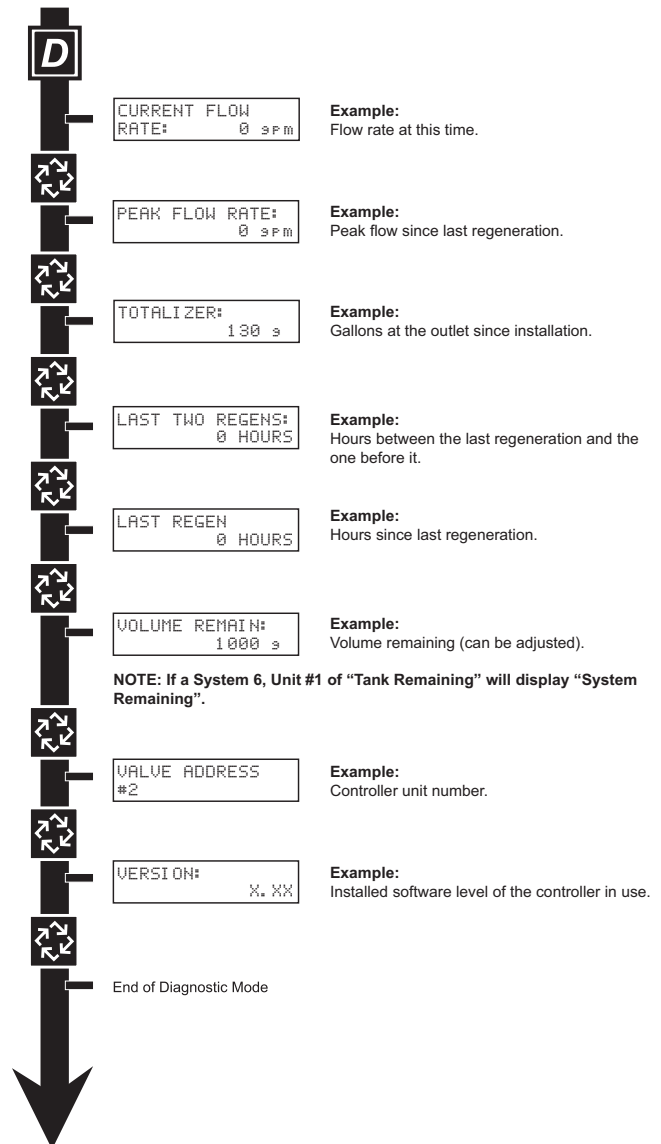 D
CURRENT FLOW
RATE: 0 gpm
Example:
Flow rate at this time.
PEAK FLOW RATE:
0 gpm
Example:
Peak flow since last regeneration.
TOTALIZER:
130 g
Example:
Gallons at the outlet since installation.
LAST TWO REGENS:
0 HOURS
Example:
Hours between the last regeneration and the
one before it.
LAST REGEN
0 HOURS
Example:
Hours since last regeneration.
VOLUME REMAIN:
1000 g
Example:
Volume remaining (can be adjusted).
NOTE: If a System 6, Unit #1 of “Tank Remaining” will display “System
Remaining”.
VALVE ADDRESS
#2
Example:
Controller unit number.
VERSION:
X.XX
Example:
Installed software level of the controller in use.
End of Diagnostic Mode